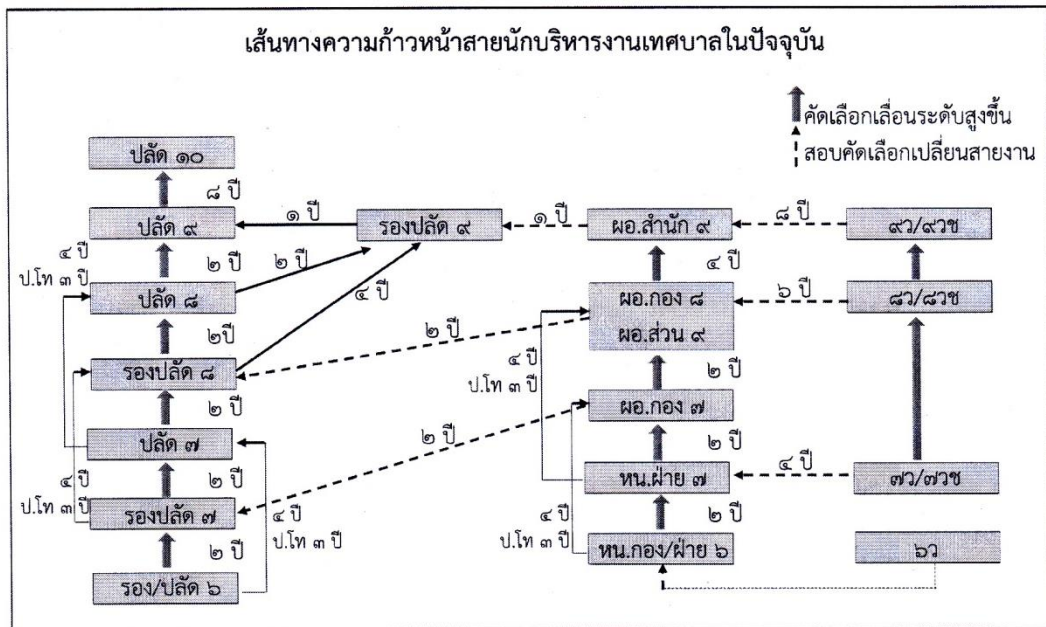 เส้นทางความก้าวหน้าสายนักบริหารงานเทศบาลในปัจจุบัน
คัดเลือกเลื่อนระดับสูงขึ้น
สอบคัดเลือกเปลี่ยนสายงาน
ปลัด ๑๐
๘ ปี
ปลัด ๙
๑ ปี
รองปลัด ๙
๑ ปี
ผอ.สำนัก ๙
๘ ปี
๙ว/๙วช
๔ ปี
ป.โท ๓ ปี
๒ ปี
๒ ปี
๔ ปี
๔ ปี
ปลัด ๘
ผอ.กอง ๘
ผอ.ส่วน ๙
๖ ปี
๘ว/๘วช
๒ปี
๒ ปี
รองปลัด ๘
๔ ปี
ป.โท ๓ ปี
๒ ปี
๒ ปี
ผอ.กอง ๗
ปลัด ๗
๒ ปี
๒ ปี
๔ ปี
ป.โท ๓ ปี
๒ ปี
หน.ฝ่าย ๗
๔ ปี
๗ว/๗วช
รองปลัด ๗
๔ ปี
ป.โท ๓ ปี
๒ ปี
๔ ปี
ป.โท ๓ ปี
๒ ปี
หน.กอง/ฝ่าย ๖
๖ว
รอง/ปลัด ๖